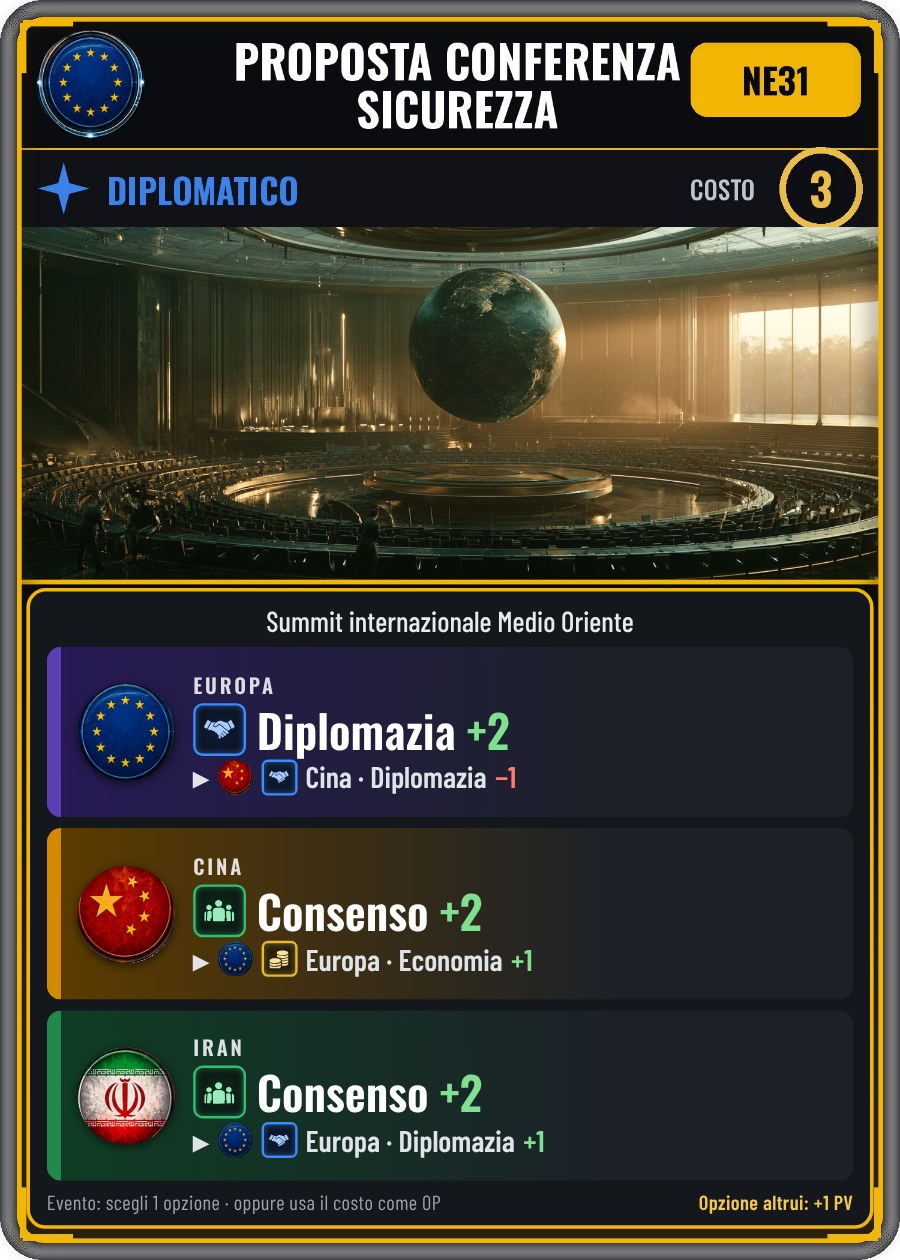 PROPOSTA CONFERENZA
SICUREZZA
NE31
DIPLOMATICO
COSTO 3
Summit internazionale Medio Oriente
EUROPA
Diplomazia +2
▶ Cina · Diplomazia −1
CINA
Consenso +2
▶ Europa · Economia +1
IRAN
Consenso +2
▶ Europa · Diplomazia +1
Evento: scegli 1 opzione · oppure usa il costo come OP
Opzione altrui: +1 PV